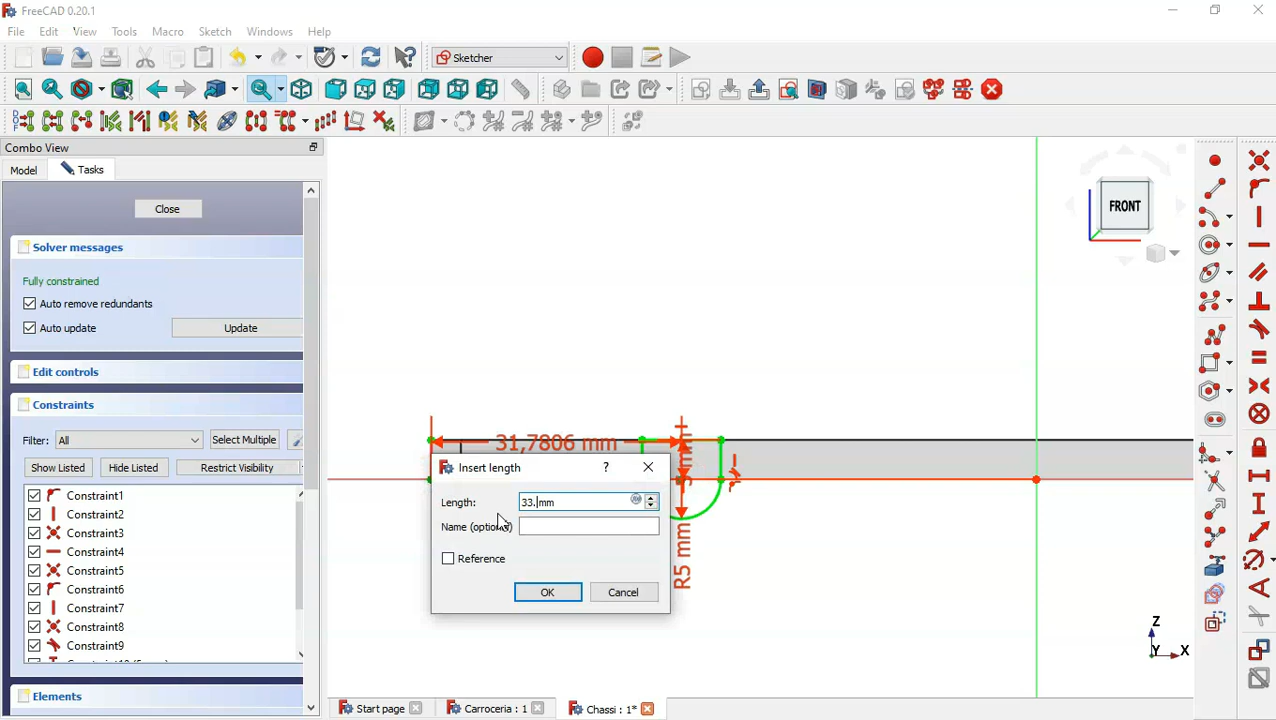 FreeCAD 0.20.1
File Edit View Tools Macro Sketch Windows Help
Sketcher
Combo View
Model Tasks
Close
Solver messages
Fully constrained
Auto remove redundants
Auto update Update
Edit controls
Constraints
Filter: All Select Multiple
Show Listed Hide Listed Restrict Visibility
Constraint1
Constraint2
Constraint3
Constraint4
Constraint5
Constraint6
Constraint7
Constraint8
Constraint9
Elements
FRONT
31,7806 mm
R5 mm
Insert length ?
Length: 33.mm
Name (optional)
Reference
OK Cancel
Z
Y X
Start page Carroceria : 1 Chassi : 1*